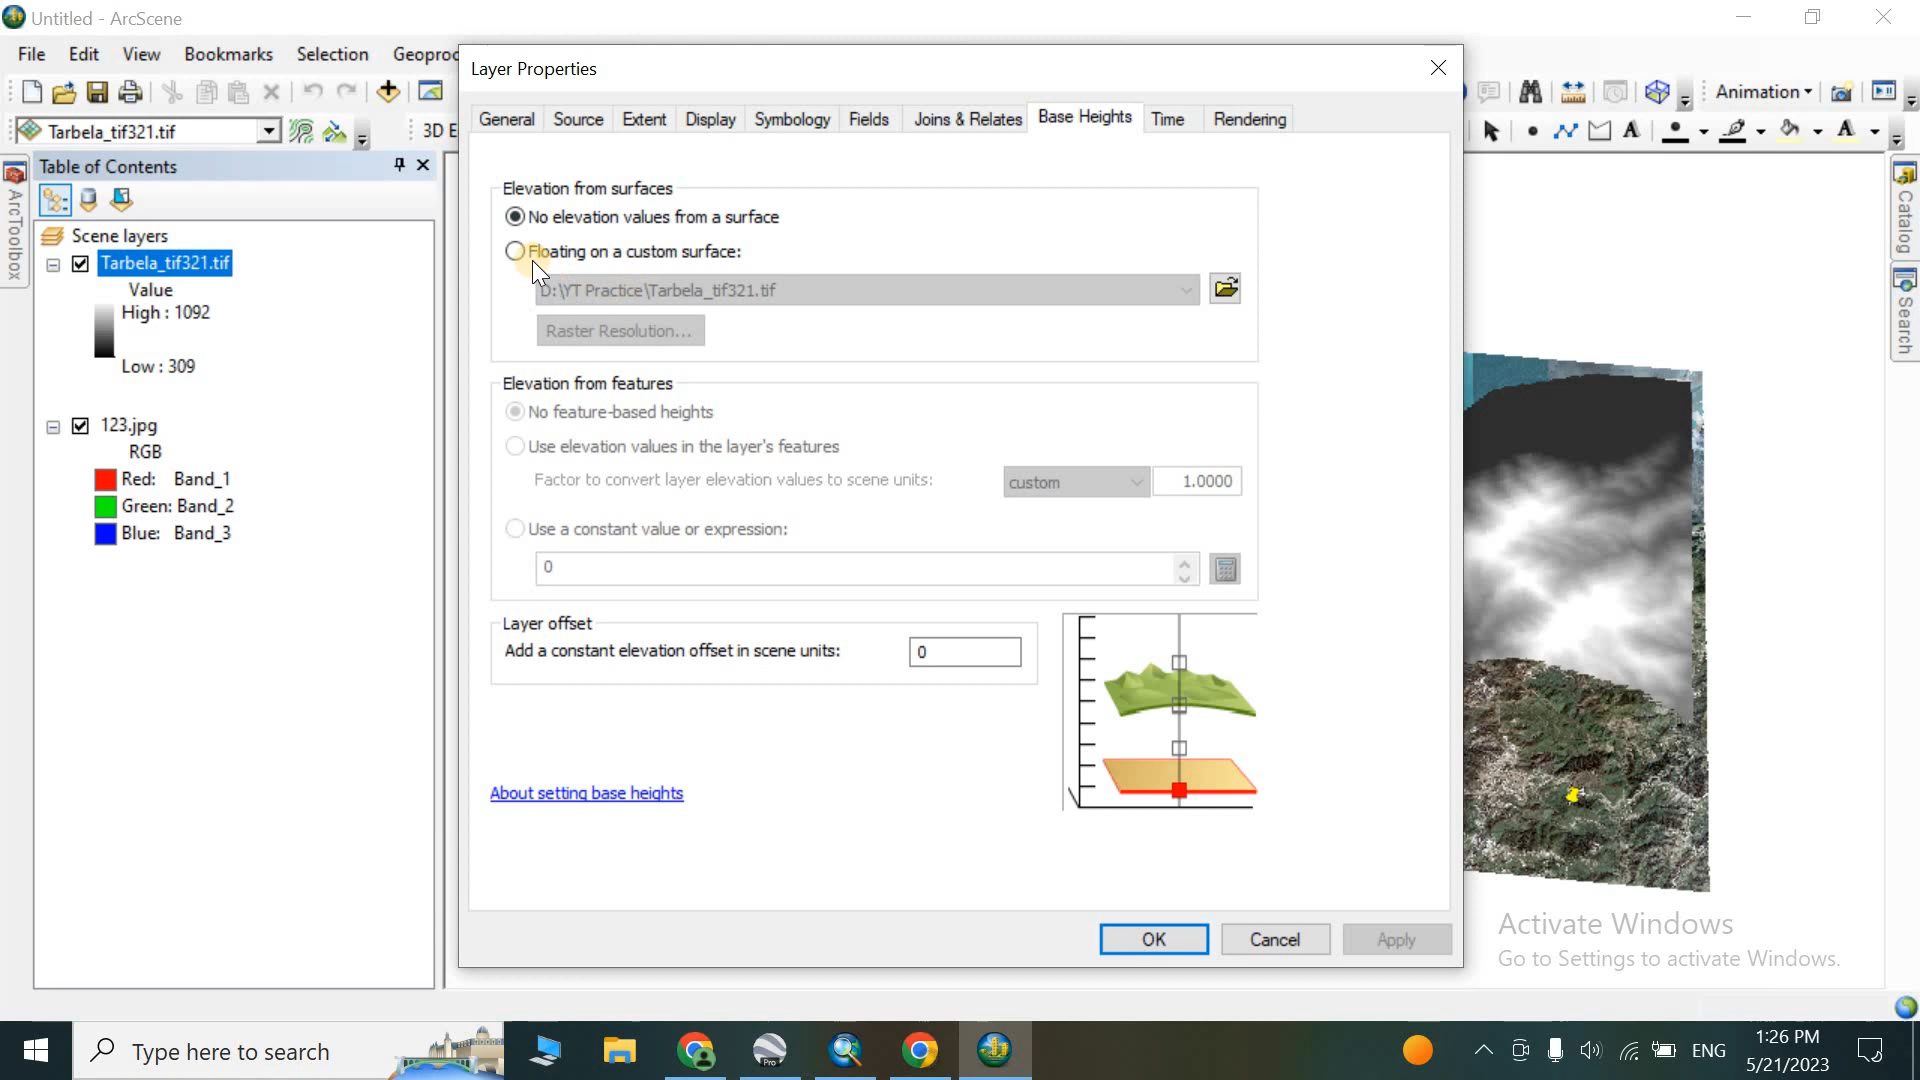 Untitled - ArcScene
File Edit View Bookmarks Selection Geoproc
Layer Properties
Animation
Tarbela_tif321.tif
3D E
General Source Extent Display Symbology Fields Joins & Relates Base Heights Time Rendering
Table of Contents
ArcToolbox
Catalog
Search
Scene layers
Tarbela_tif321.tif
Value
High : 1092
Low : 309
123.jpg
RGB
Red: Band_1
Green: Band_2
Blue: Band_3
Elevation from surfaces
No elevation values from a surface
Floating on a custom surface:
D:\YT Practice\Tarbela_tif321.tif
Raster Resolution...
Elevation from features
No feature-based heights
Use elevation values in the layer's features
Factor to convert layer elevation values to scene units: custom 1.0000
Use a constant value or expression:
0
Layer offset
Add a constant elevation offset in scene units: 0
About setting base heights
OK Cancel Apply
Activate Windows
Go to Settings to activate Windows.
Type here to search
Pro
ENG
1:26 PM
5/21/2023